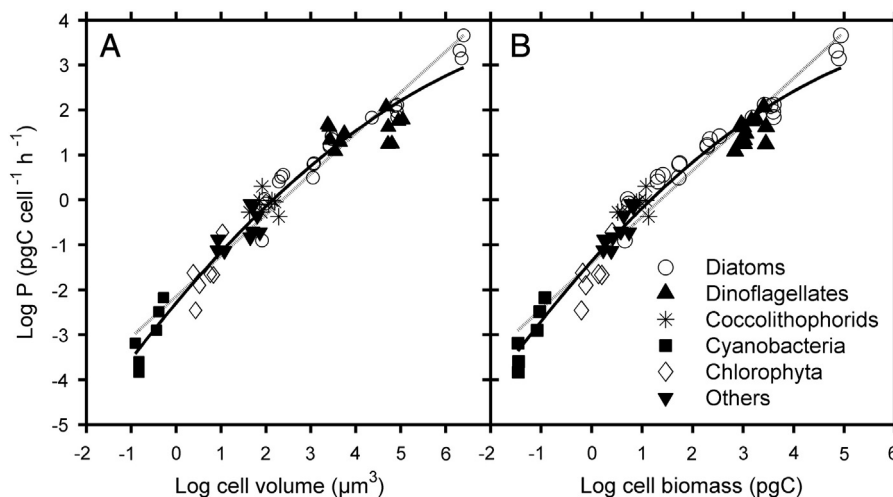 A
B
Log P (pgC cell⁻¹ h⁻¹)
4
3
2
1
0
-1
-2
-3
-4
-5
Diatoms
Dinoflagellates
Coccolithophorids
Cyanobacteria
Chlorophyta
Others
-2 -1 0 1 2 3 4 5 6 -2 -1 0 1 2 3 4 5 6
Log cell volume (µm³) Log cell biomass (pgC)